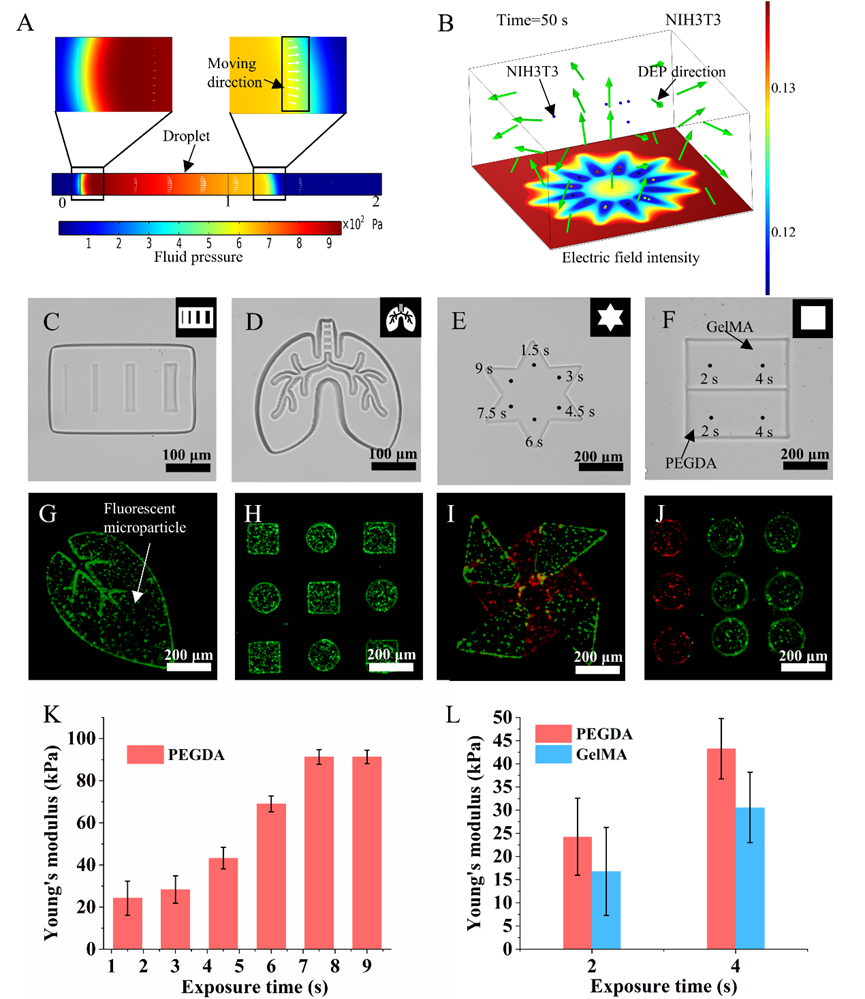 A
Moving
direction
Droplet
0
1
2
×10² Pa
1 2 3 4 5 6 7 8 9
Fluid pressure
B
Time=50 s
NIH3T3
NIH3T3
DEP direction
0.13
0.12
Electric field intensity
C
100 μm
D
100 μm
E
1.5 s
9 s
3 s
7.5 s
4.5 s
6 s
200 μm
F
GelMA
2 s
4 s
2 s
4 s
PEGDA
200 μm
G
Fluorescent
microparticle
200 μm
H
200 μm
I
200 μm
J
200 μm
K
PEGDA
Young's modulus (kPa)
100
80
60
40
20
0
1 2 3 4 5 6 7 8 9
Exposure time (s)
L
PEGDA
GelMA
Young's modulus (kPa)
50
45
40
35
30
25
20
15
10
5
0
2 4
Exposure time (s)